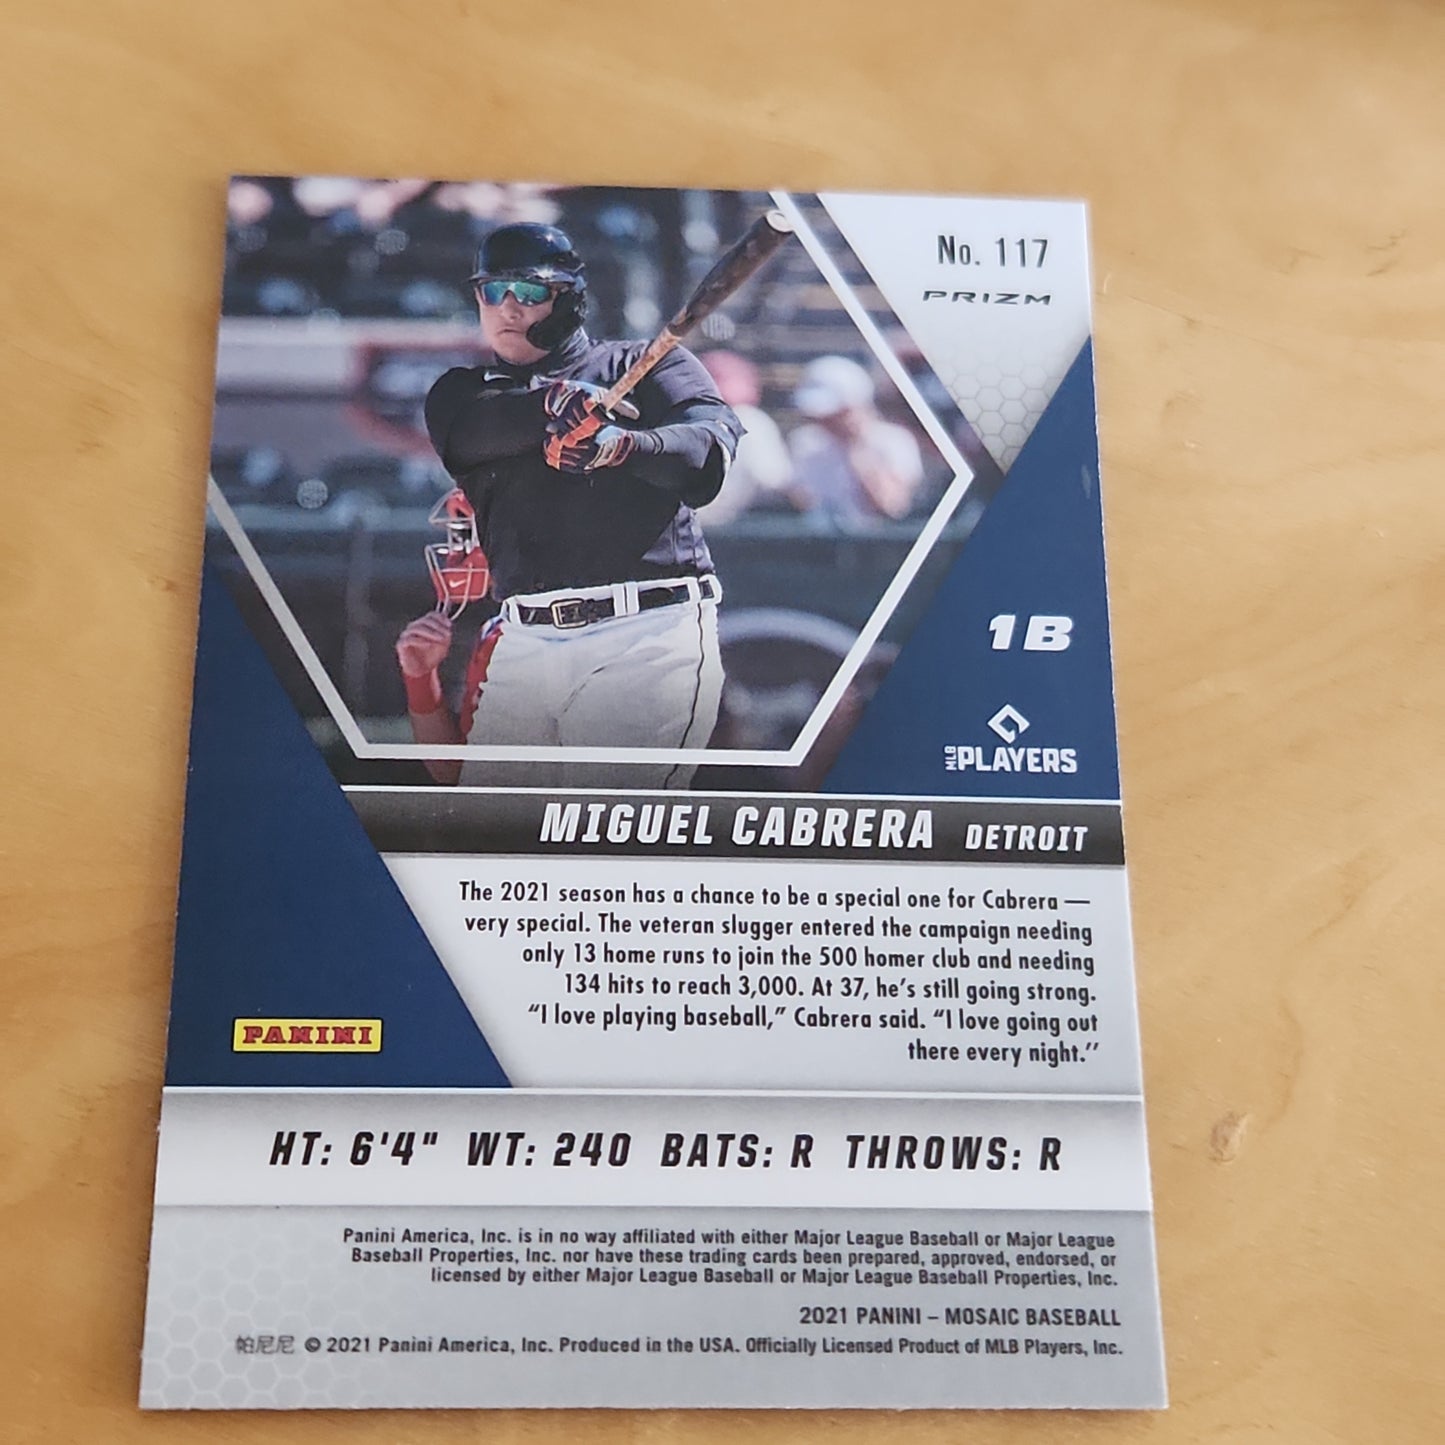 No. 117
PRIZM
1B
MLB PLAYERS
MIGUEL CABRERA DETROIT
The 2021 season has a chance to be a special one for Cabrera —
very special. The veteran slugger entered the campaign needing
only 13 home runs to join the 500 homer club and needing
134 hits to reach 3,000. At 37, he's still going strong.
“I love playing baseball,” Cabrera said. “I love going out
there every night.’’
PANINI
HT: 6'4" WT: 240 BATS: R THROWS: R
Panini America, Inc. is in no way affiliated with either Major League Baseball or Major League
Baseball Properties, Inc. nor have these trading cards been prepared, approved, endorsed, or
licensed by either Major League Baseball or Major League Baseball Properties, Inc.
2021 PANINI – MOSAIC BASEBALL
帕尼尼 © 2021 Panini America, Inc. Produced in the USA. Officially Licensed Product of MLB Players, Inc.